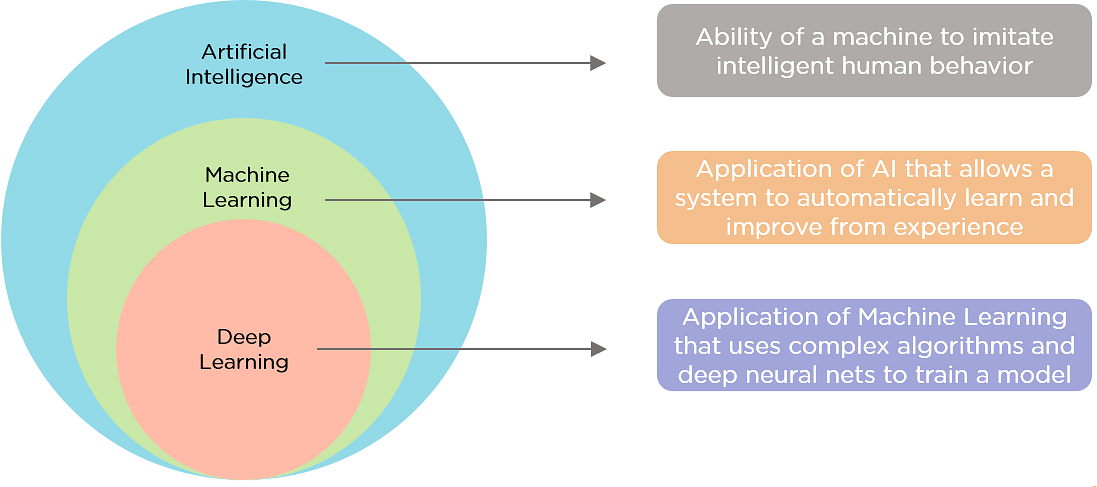 Artificial
Intelligence
Ability of a machine to imitate
intelligent human behavior
Machine
Learning
Application of AI that allows a
system to automatically learn and
improve from experience
Deep
Learning
Application of Machine Learning
that uses complex algorithms and
deep neural nets to train a model